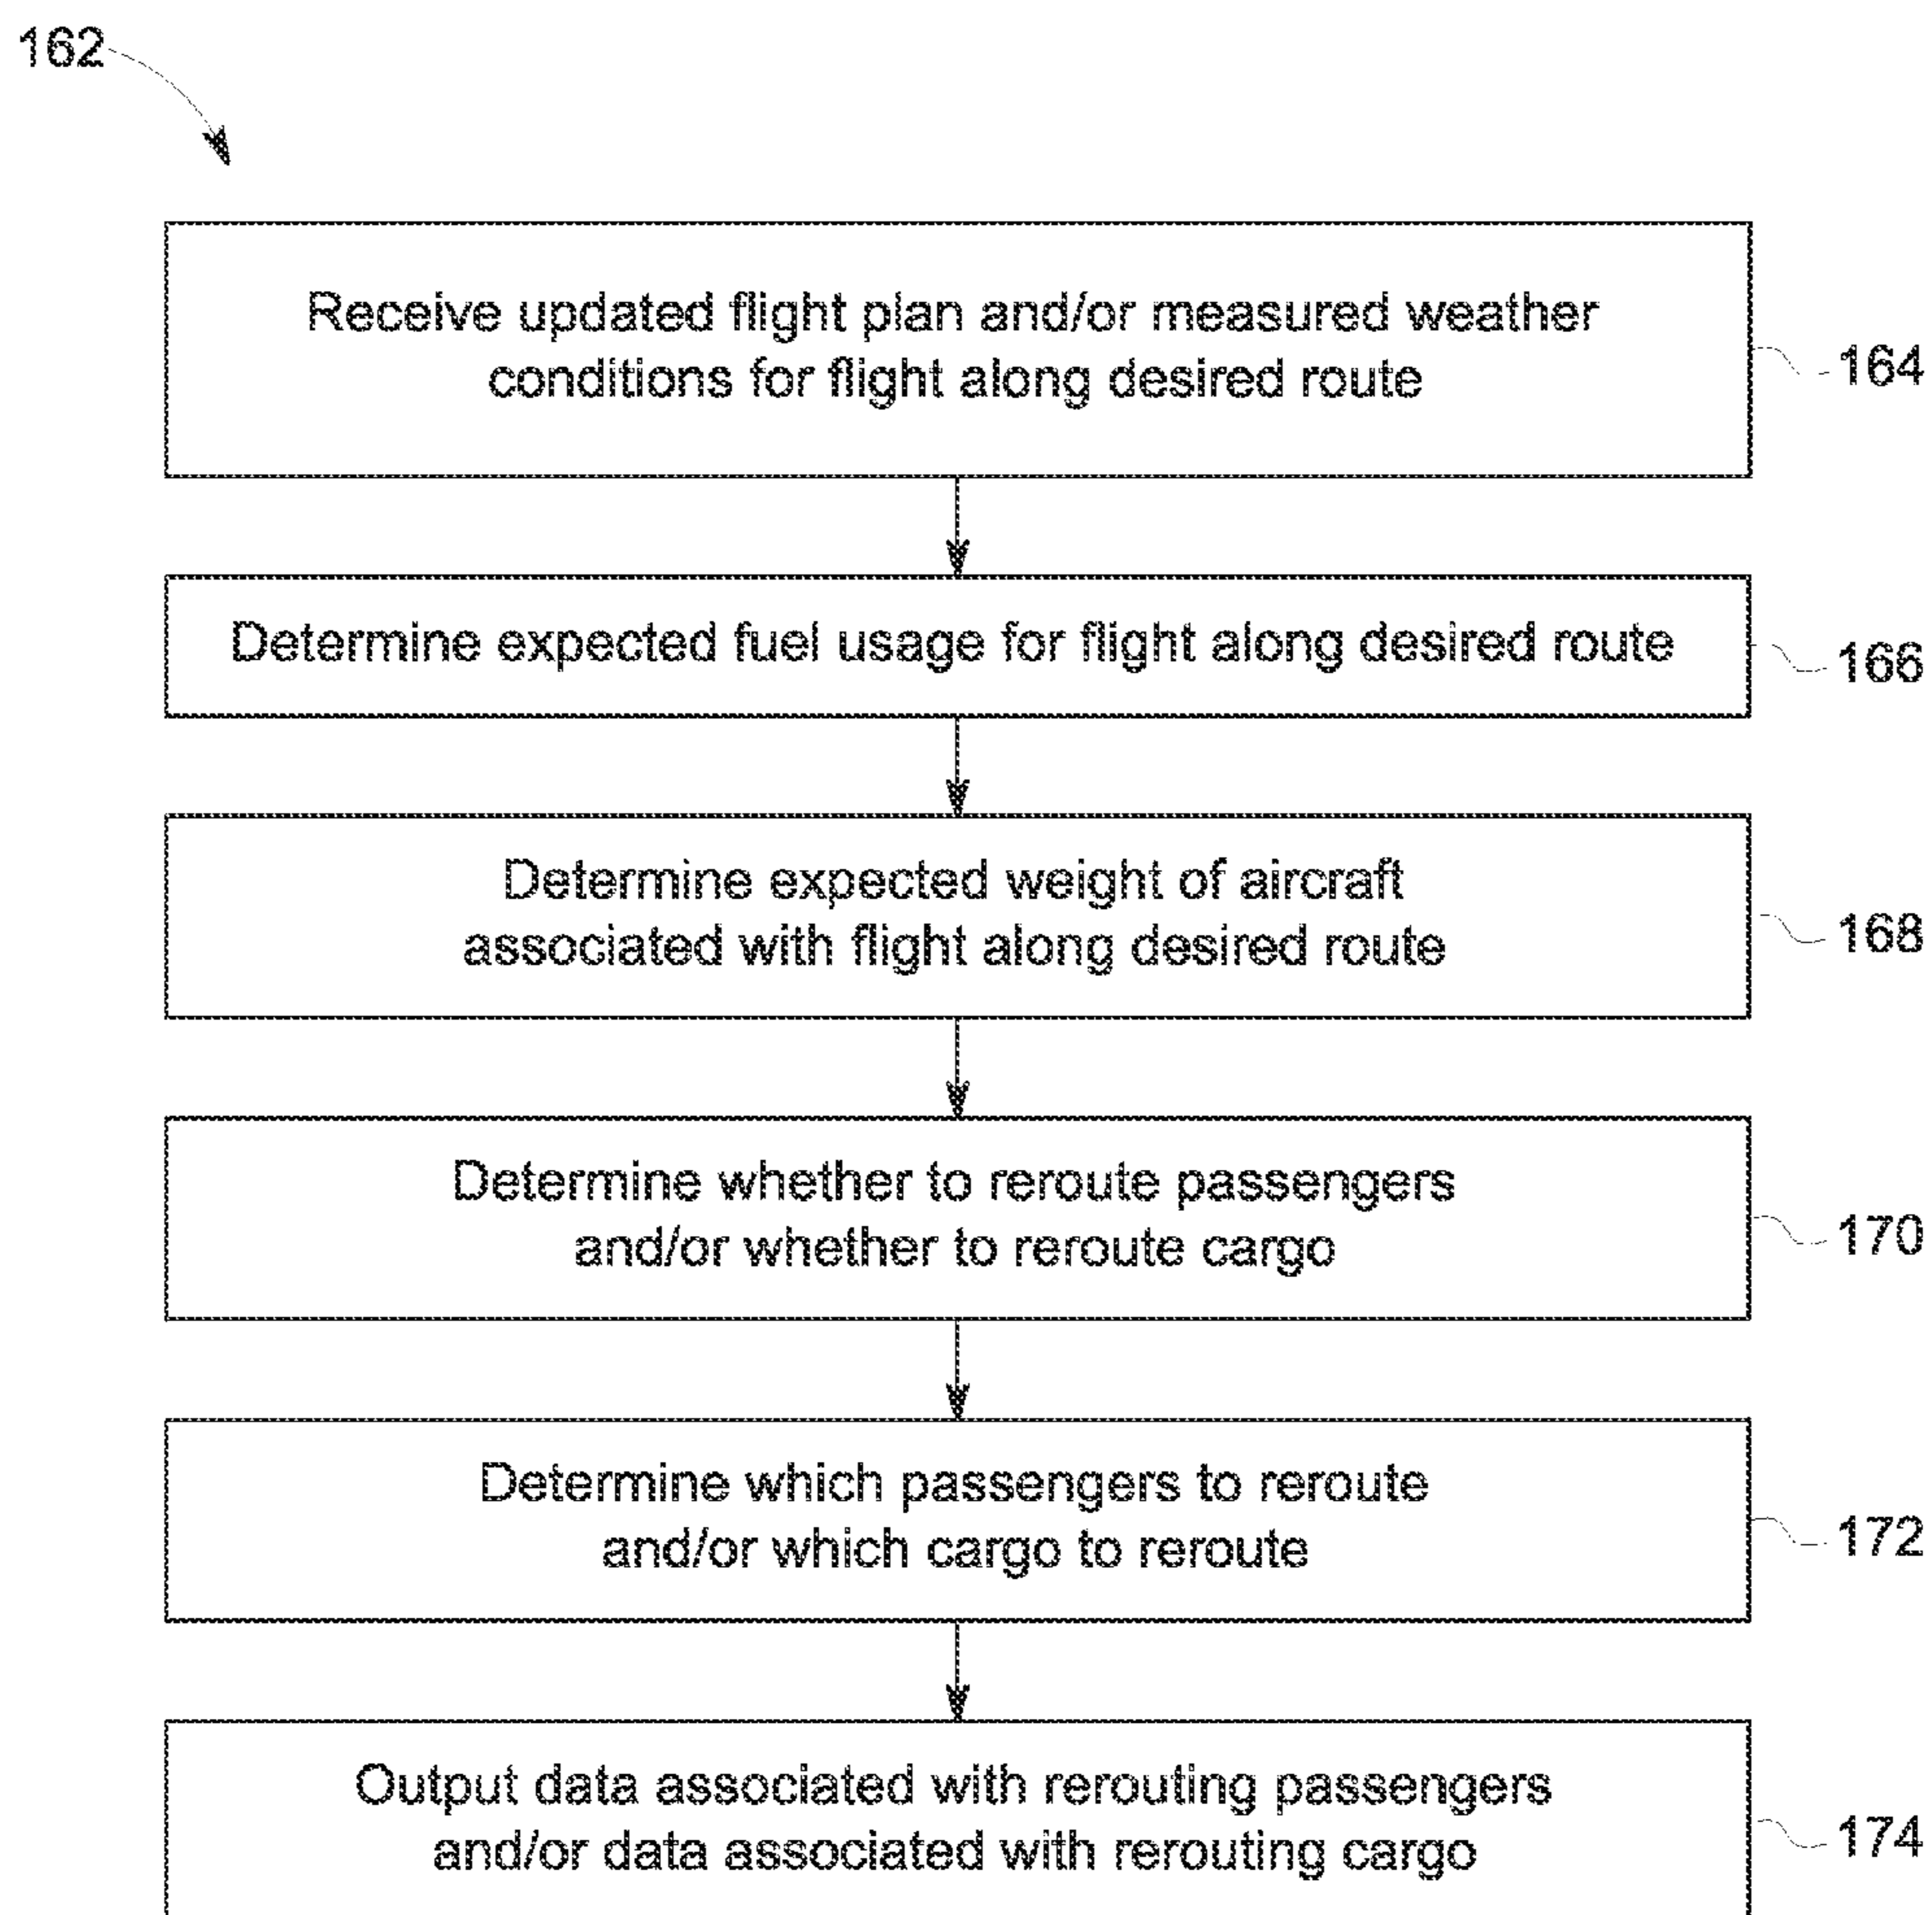 162
Receive updated flight plan and/or measured weather
conditions for flight along desired route
164
Determine expected fuel usage for flight along desired route
166
Determine expected weight of aircraft
associated with flight along desired route
168
Determine whether to reroute passengers
and/or whether to reroute cargo
170
Determine which passengers to reroute
and/or which cargo to reroute
172
Output data associated with rerouting passengers
and/or data associated with rerouting cargo
174